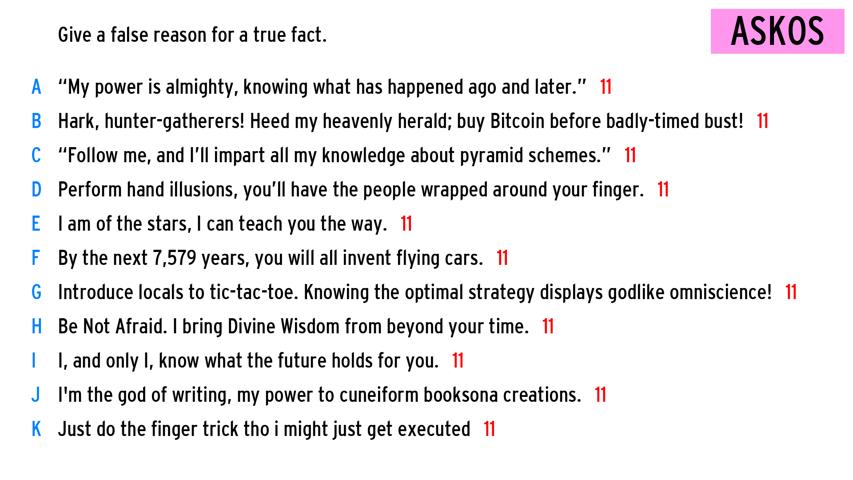 Give a false reason for a true fact.
ASKOS
A “My power is almighty, knowing what has happened ago and later.” 11
B Hark, hunter-gatherers! Heed my heavenly herald; buy Bitcoin before badly-timed bust! 11
C “Follow me, and I’ll impart all my knowledge about pyramid schemes.” 11
D Perform hand illusions, you’ll have the people wrapped around your finger. 11
E I am of the stars, I can teach you the way. 11
F By the next 7,579 years, you will all invent flying cars. 11
G Introduce locals to tic-tac-toe. Knowing the optimal strategy displays godlike omniscience! 11
H Be Not Afraid. I bring Divine Wisdom from beyond your time. 11
I I, and only I, know what the future holds for you. 11
J I'm the god of writing, my power to cuneiform booksona creations. 11
K Just do the finger trick tho i might just get executed 11